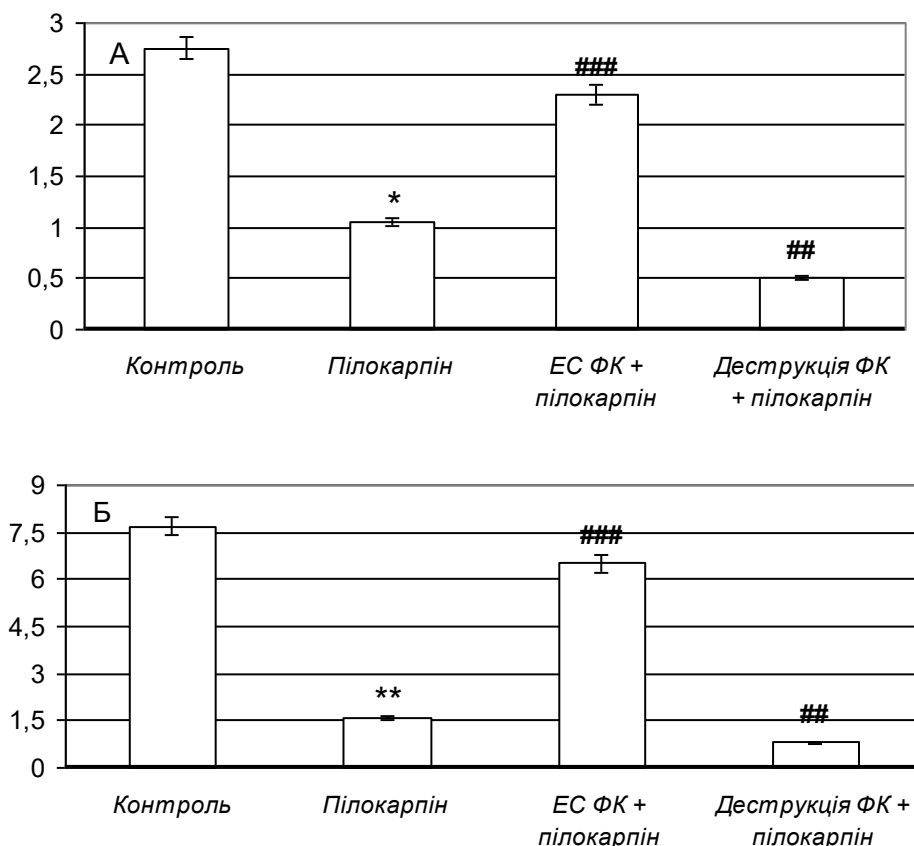 3
А
2,5
###
2
1,5
*
1
##
0,5
0
Контроль
Пілокарпін
ЕС ФК +
пілокарпін
Деструкція ФК
+ пілокарпін
9
Б
7,5
###
6
4,5
3
**
1,5
##
0
Контроль
Пілокарпін
ЕС ФК +
пілокарпін
Деструкція ФК +
пілокарпін